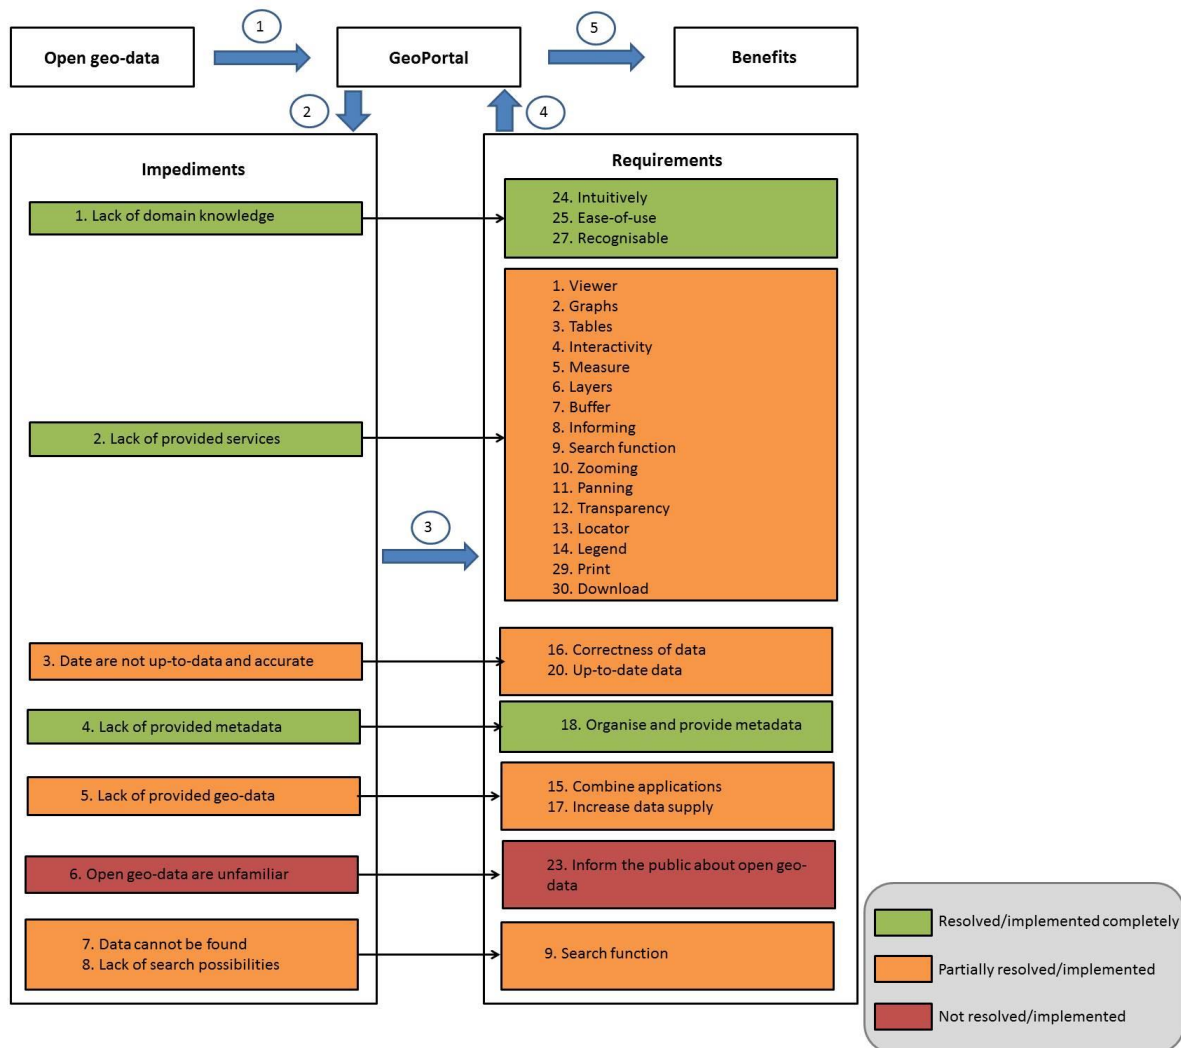 1
5
Open geo-data
GeoPortal
Benefits
2
4
Impediments
1. Lack of domain knowledge
2. Lack of provided services
3. Date are not up-to-data and accurate
4. Lack of provided metadata
5. Lack of provided geo-data
6. Open geo-data are unfamiliar
7. Data cannot be found
8. Lack of search possibilities
3
Requirements
24. Intuitively
25. Ease-of-use
27. Recognisable
1. Viewer
2. Graphs
3. Tables
4. Interactivity
5. Measure
6. Layers
7. Buffer
8. Informing
9. Search function
10. Zooming
11. Panning
12. Transparency
13. Locator
14. Legend
29. Print
30. Download
16. Correctness of data
20. Up-to-date data
18. Organise and provide metadata
15. Combine applications
17. Increase data supply
23. Inform the public about open geo-
data
9. Search function
Resolved/implemented completely
Partially resolved/implemented
Not resolved/implemented